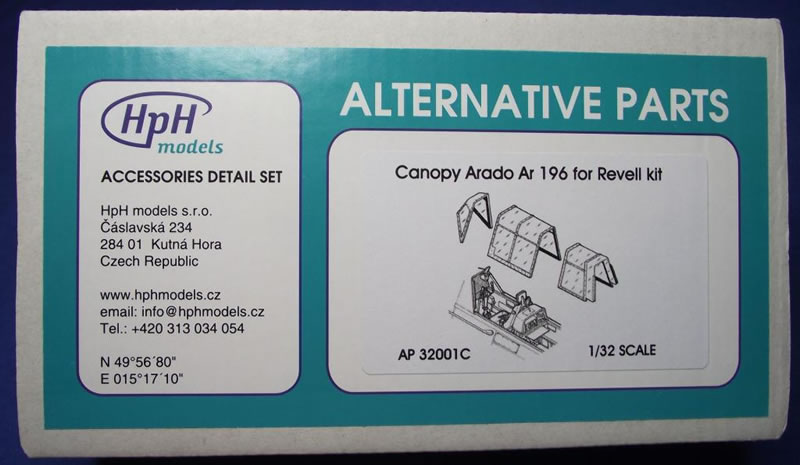 HpH
models
ACCESSORIES DETAIL SET
HpH models s.r.o.
Čáslavská 234
284 01 Kutná Hora
Czech Republic
www.hphmodels.cz
email: info@hphmodels.cz
Tel.: +420 313 034 054
N 49°56´80"
E 015°17´10"
ALTERNATIVE PARTS
Canopy Arado Ar 196 for Revell kit
AP 32001C
1/32 SCALE